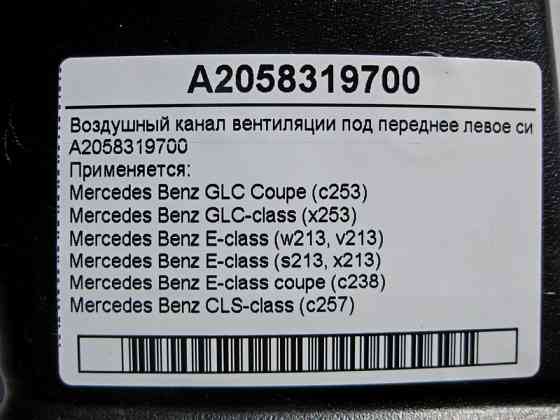 A2058319700
Воздушный канал вентиляции под переднее левое си
A2058319700
Применяется:
Mercedes Benz GLC Coupe (c253)
Mercedes Benz GLC-class (x253)
Mercedes Benz E-class (w213, v213)
Mercedes Benz E-class (s213, x213)
Mercedes Benz E-class coupe (c238)
Mercedes Benz CLS-class (c257)